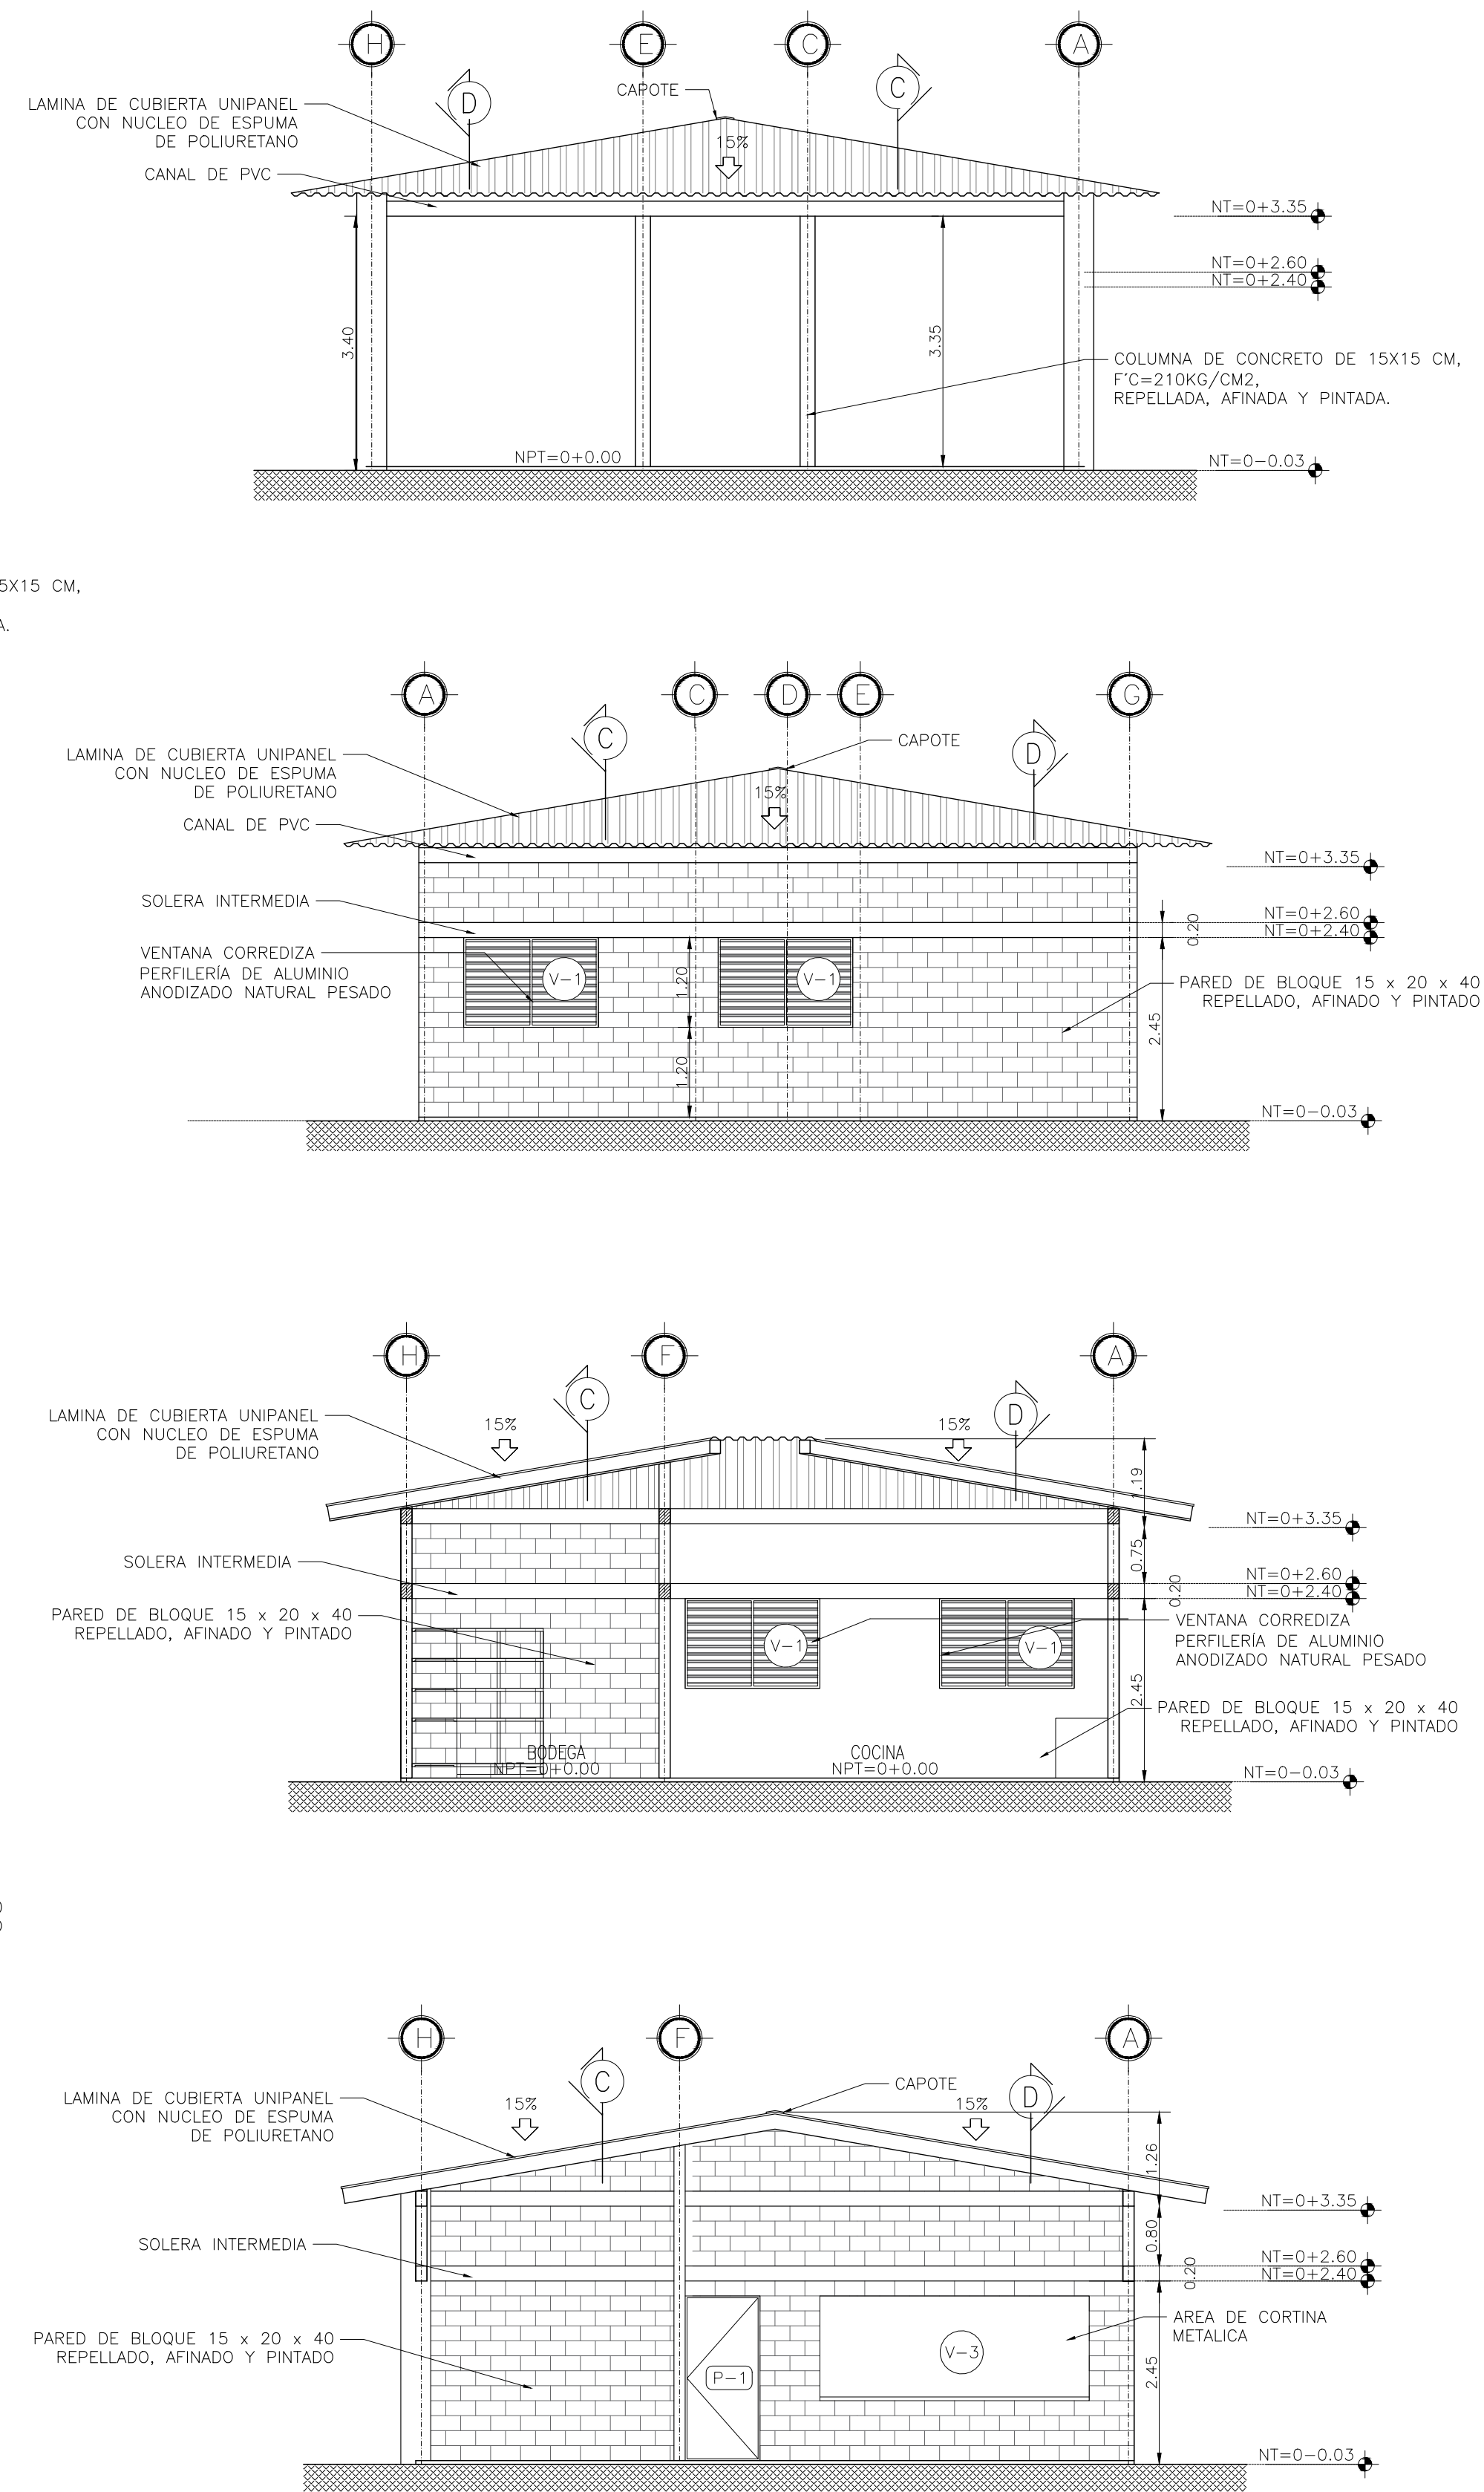 H
E
C
A
LAMINA DE CUBIERTA UNIPANEL
CON NUCLEO DE ESPUMA
DE POLIURETANO
D
CAPOTE
C
15%
CANAL DE PVC
NT=0+3.35
NT=0+2.60
NT=0+2.40
3.40
3.35
COLUMNA DE CONCRETO DE 15X15 CM,
F'C=210KG/CM2,
REPELLADA, AFINADA Y PINTADA.
NPT=0+0.00
NT=0-0.03
5X15 CM,
A.
A
C
D
E
G
LAMINA DE CUBIERTA UNIPANEL
CON NUCLEO DE ESPUMA
DE POLIURETANO
C
CAPOTE
D
15%
CANAL DE PVC
NT=0+3.35
SOLERA INTERMEDIA
NT=0+2.60
NT=0+2.40
0.20
VENTANA CORREDIZA
PERFILERÍA DE ALUMINIO
ANODIZADO NATURAL PESADO
V-1
1.20
V-1
PARED DE BLOQUE 15 x 20 x 40
REPELLADO, AFINADO Y PINTADO
2.45
1.20
NT=0-0.03
H
F
A
LAMINA DE CUBIERTA UNIPANEL
CON NUCLEO DE ESPUMA
DE POLIURETANO
15%
C
15%
D
1.19
NT=0+3.35
0.75
SOLERA INTERMEDIA
NT=0+2.60
NT=0+2.40
0.20
PARED DE BLOQUE 15 x 20 x 40
REPELLADO, AFINADO Y PINTADO
V-1
V-1
VENTANA CORREDIZA
PERFILERÍA DE ALUMINIO
ANODIZADO NATURAL PESADO
2.45
PARED DE BLOQUE 15 x 20 x 40
REPELLADO, AFINADO Y PINTADO
BODEGA
NPT=0+0.00
COCINA
NPT=0+0.00
NT=0-0.03
O
O
H
F
A
LAMINA DE CUBIERTA UNIPANEL
CON NUCLEO DE ESPUMA
DE POLIURETANO
15%
C
CAPOTE
15%
D
1.26
NT=0+3.35
0.80
SOLERA INTERMEDIA
NT=0+2.60
NT=0+2.40
0.20
AREA DE CORTINA
METALICA
PARED DE BLOQUE 15 x 20 x 40
REPELLADO, AFINADO Y PINTADO
P-1
V-3
2.45
NT=0-0.03